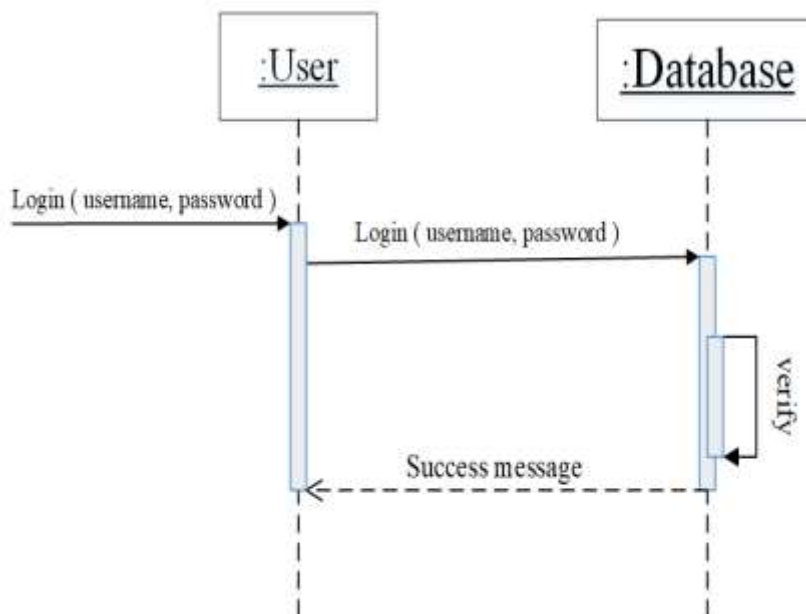 :User
:Database
Login ( username, password )
Login ( username, password )
verify
Success message